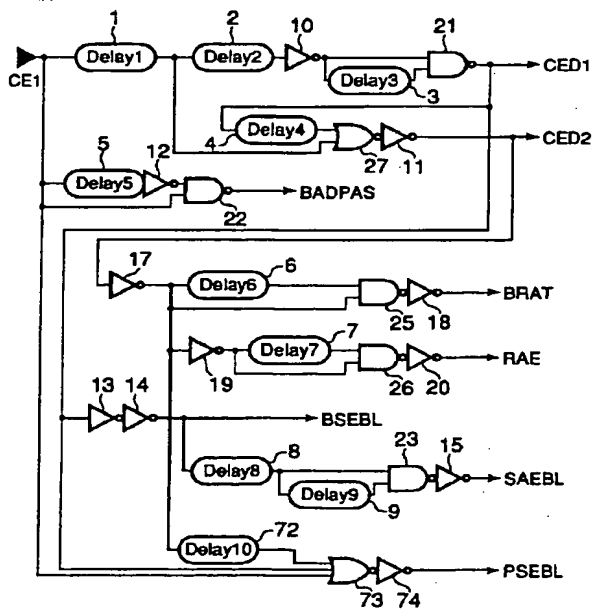 1 2 10 21
CE1 Delay1 Delay2 Delay3 3 CED1
4 Delay4 27 11 CED2
5 12
Delay5 22 BADPAS
17 6
Delay6 25 18 BRAT
7
19 Delay7 26 20 RAE
13 14 BSEBL
8 23 15
Delay8 SAEBL
Delay9 9
72
Delay10 PSEBL
73 74